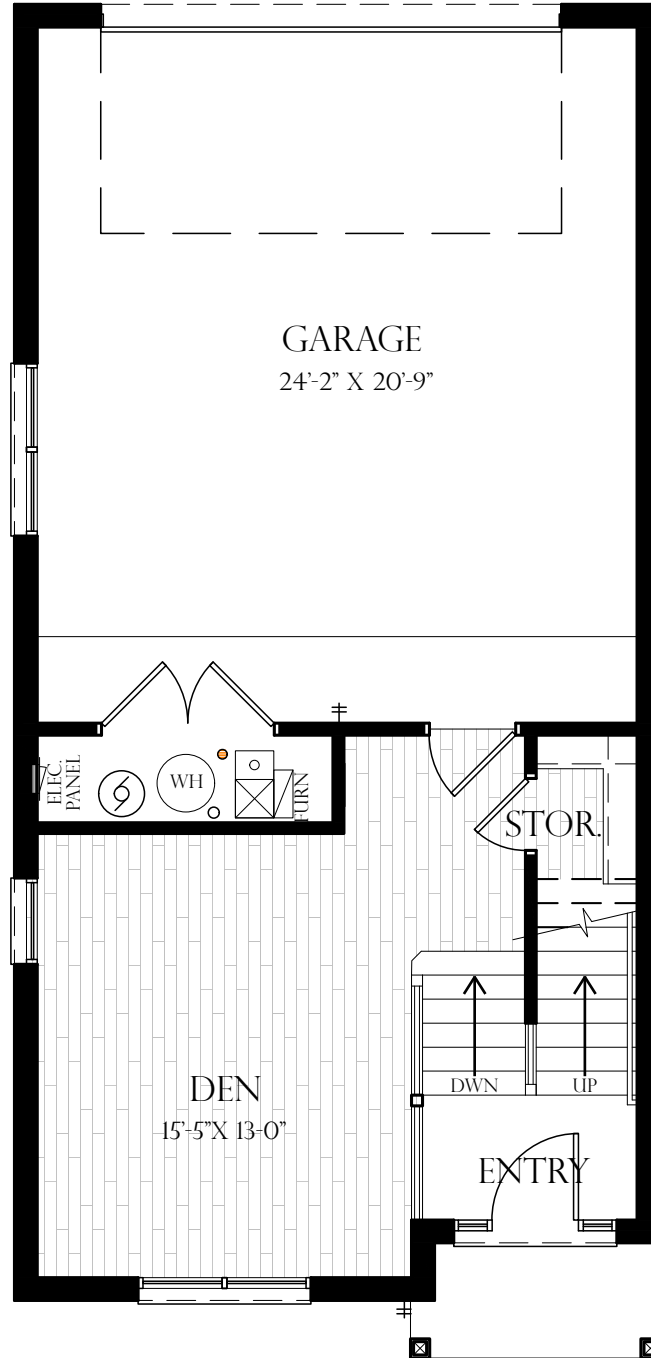 GARAGE
24'-2" X 20'-9"
ELEC.
PANEL
WH
FURN
STOR.
DEN
15'-5"X 13-0"
DWN
UP
ENTRY